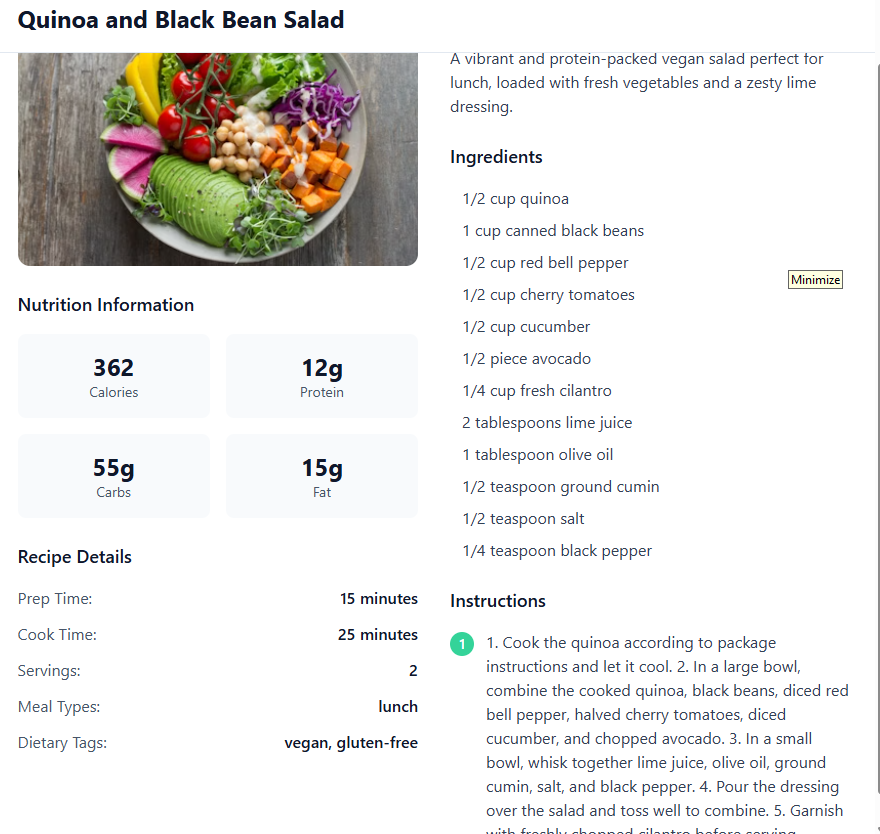 Quinoa and Black Bean Salad
A vibrant and protein-packed vegan salad perfect for
lunch, loaded with fresh vegetables and a zesty lime
dressing.
Nutrition Information
362
Calories
12g
Protein
55g
Carbs
15g
Fat
Recipe Details
Prep Time: 15 minutes
Cook Time: 25 minutes
Servings: 2
Meal Types: lunch
Dietary Tags: vegan, gluten-free
Ingredients
1/2 cup quinoa
1 cup canned black beans
1/2 cup red bell pepper
1/2 cup cherry tomatoes
1/2 cup cucumber
1/2 piece avocado
1/4 cup fresh cilantro
2 tablespoons lime juice
1 tablespoon olive oil
1/2 teaspoon ground cumin
1/2 teaspoon salt
1/4 teaspoon black pepper
Minimize
Instructions
1
1. Cook the quinoa according to package
instructions and let it cool. 2. In a large bowl,
combine the cooked quinoa, black beans, diced red
bell pepper, halved cherry tomatoes, diced
cucumber, and chopped avocado. 3. In a small
bowl, whisk together lime juice, olive oil, ground
cumin, salt, and black pepper. 4. Pour the dressing
over the salad and toss well to combine. 5. Garnish
with freshly chopped cilantro before serving.